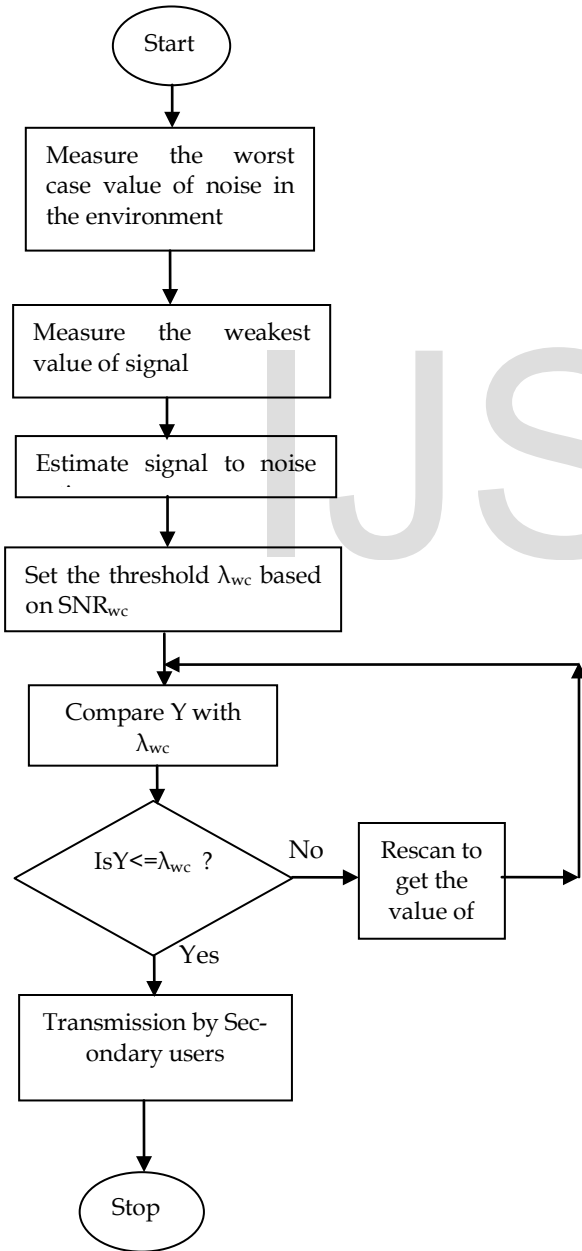 Start
Measure the worst
case value of noise in
the environment
Measure the weakest
value of signal
Estimate signal to noise
Set the threshold λwc based
on SNRwc
Compare Y with
λwc
IsY<=λwc ?
No
Rescan to
get the
value of
Yes
Transmission by Sec-
ondary users
Stop
IJS